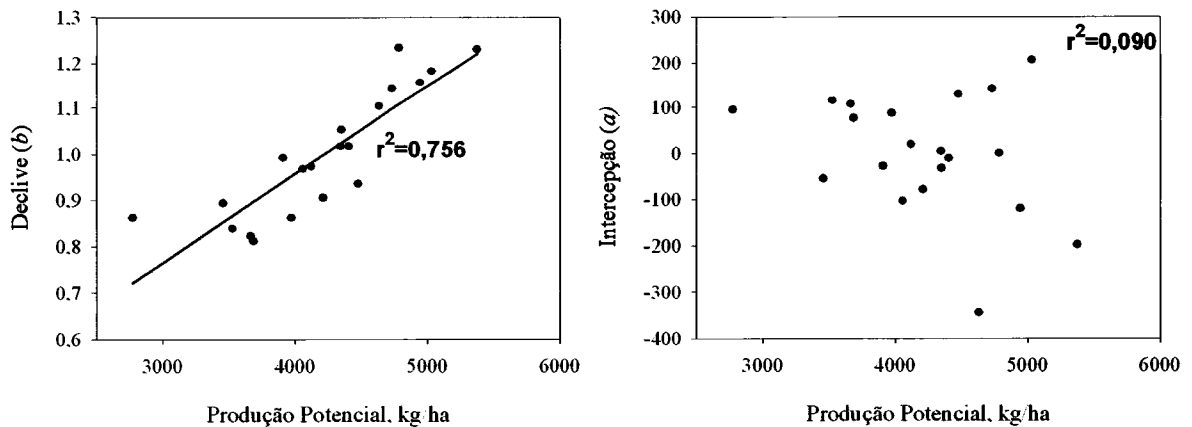 1.3
1.2
1.1
1.0
0.9
0.8
0.7
0.6
Declive (b)
r²=0,756
3000 4000 5000 6000
Produção Potencial, kg/ha
300
200
100
0
-100
-200
-300
-400
Intercepção (a)
r²=0,090
3000 4000 5000 6000
Produção Potencial, kg/ha